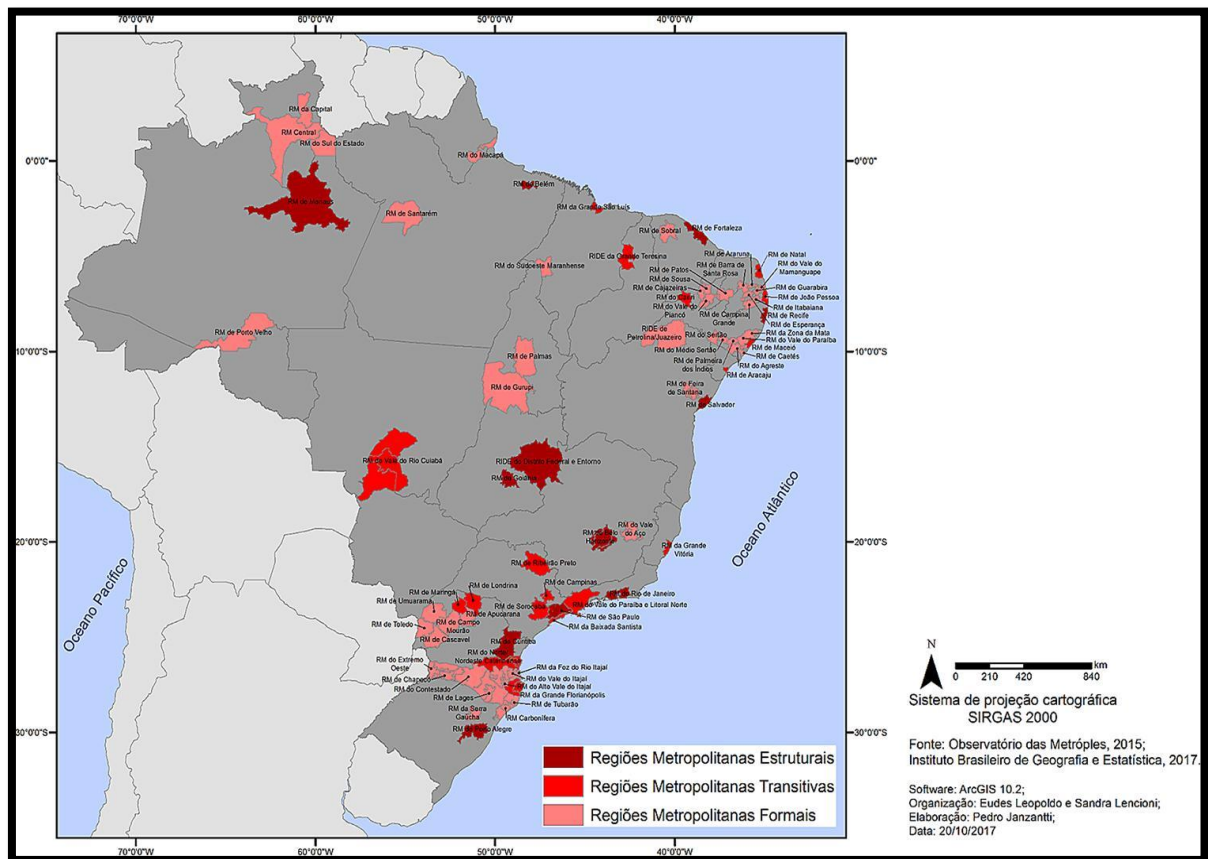 70°0'0"W
60°0'0"W
50°0'0"W
40°0'0"W
0°0'0"
0°0'0"
10°0'0"S
10°0'0"S
20°0'0"S
20°0'0"S
30°0'0"S
30°0'0"S
RM da Capital
RM Central
RM do Sul do Estado
RM do Macapá
RM de Manaus
RM de Belém
RM de Santarém
RM da Grande São Luís
RM de Sobral
RM de Fortaleza
RIDE da Grande Teresina
RM do Sudoeste Maranhense
RM de Araruna
RM de Barra de
Santa Rosa
RM de Patos
RM de Sousa
RM de Cajazeiras
RM do Cariri
RM do Vale do
Piancó
RM de Campina
Grande
RM de Natal
RM do Vale do
Mamanguape
RM de Guarabira
RM de João Pessoa
RM de Itabaiana
RM de Recife
RM de Esperança
RM da Zona da Mata
RM do Vale do Paraíba
RM de Maceió
RM de Caetés
RM do Agreste
RM de Aracaju
RIDE de
Petrolina/Juazeiro
RM do Sertão
RM do Médio Sertão
RM de Palmeira
dos Índios
RM de Porto Velho
RM de Palmas
RM de Gurupi
RM de Feira
de Santana
RM de Salvador
RM do Vale do Rio Cuiabá
RIDE do Distrito Federal e Entorno
RM de Goiânia
RM de Belo
Horizonte
RM do Vale
do Aço
RM da Grande
Vitória
RM de Ribeirão Preto
RM de Campinas
RM do Rio de Janeiro
RM de Londrina
RM de Maringá
RM de Umuarama
RM de Apucarana
RM de Sorocaba
RM do Vale do Paraíba e Litoral Norte
RM de São Paulo
RM da Baixada Santista
RM de Toledo
RM de Campo
Mourão
RM de Cascavel
RM de Curitiba
RM do Norte
Nordeste Catarinense
RM do Extremo
Oeste
RM de Chapecó
RM do Contestado
RM de Lages
RM da Foz do Rio Itajaí
RM do Vale do Itajaí
RM do Alto Vale do Itajaí
RM da Grande Florianópolis
RM de Tubarão
RM Carbonífera
RM da Serra
Gaúcha
RM de Porto Alegre
Oceano Pacífico
Oceano Atlântico
Regiões Metropolitanas Estruturais
Regiões Metropolitanas Transitivas
Regiões Metropolitanas Formais
N
km
0 210 420 840
Sistema de projeção cartográfica
SIRGAS 2000
Fonte: Observatório das Metróples, 2015;
Instituto Brasileiro de Geografia e Estatística, 2017.
Software: ArcGIS 10.2;
Organização: Eudes Leopoldo e Sandra Lencioni;
Elaboração: Pedro Janzantti;
Data: 20/10/2017
70°0'0"W
60°0'0"W
50°0'0"W
40°0'0"W